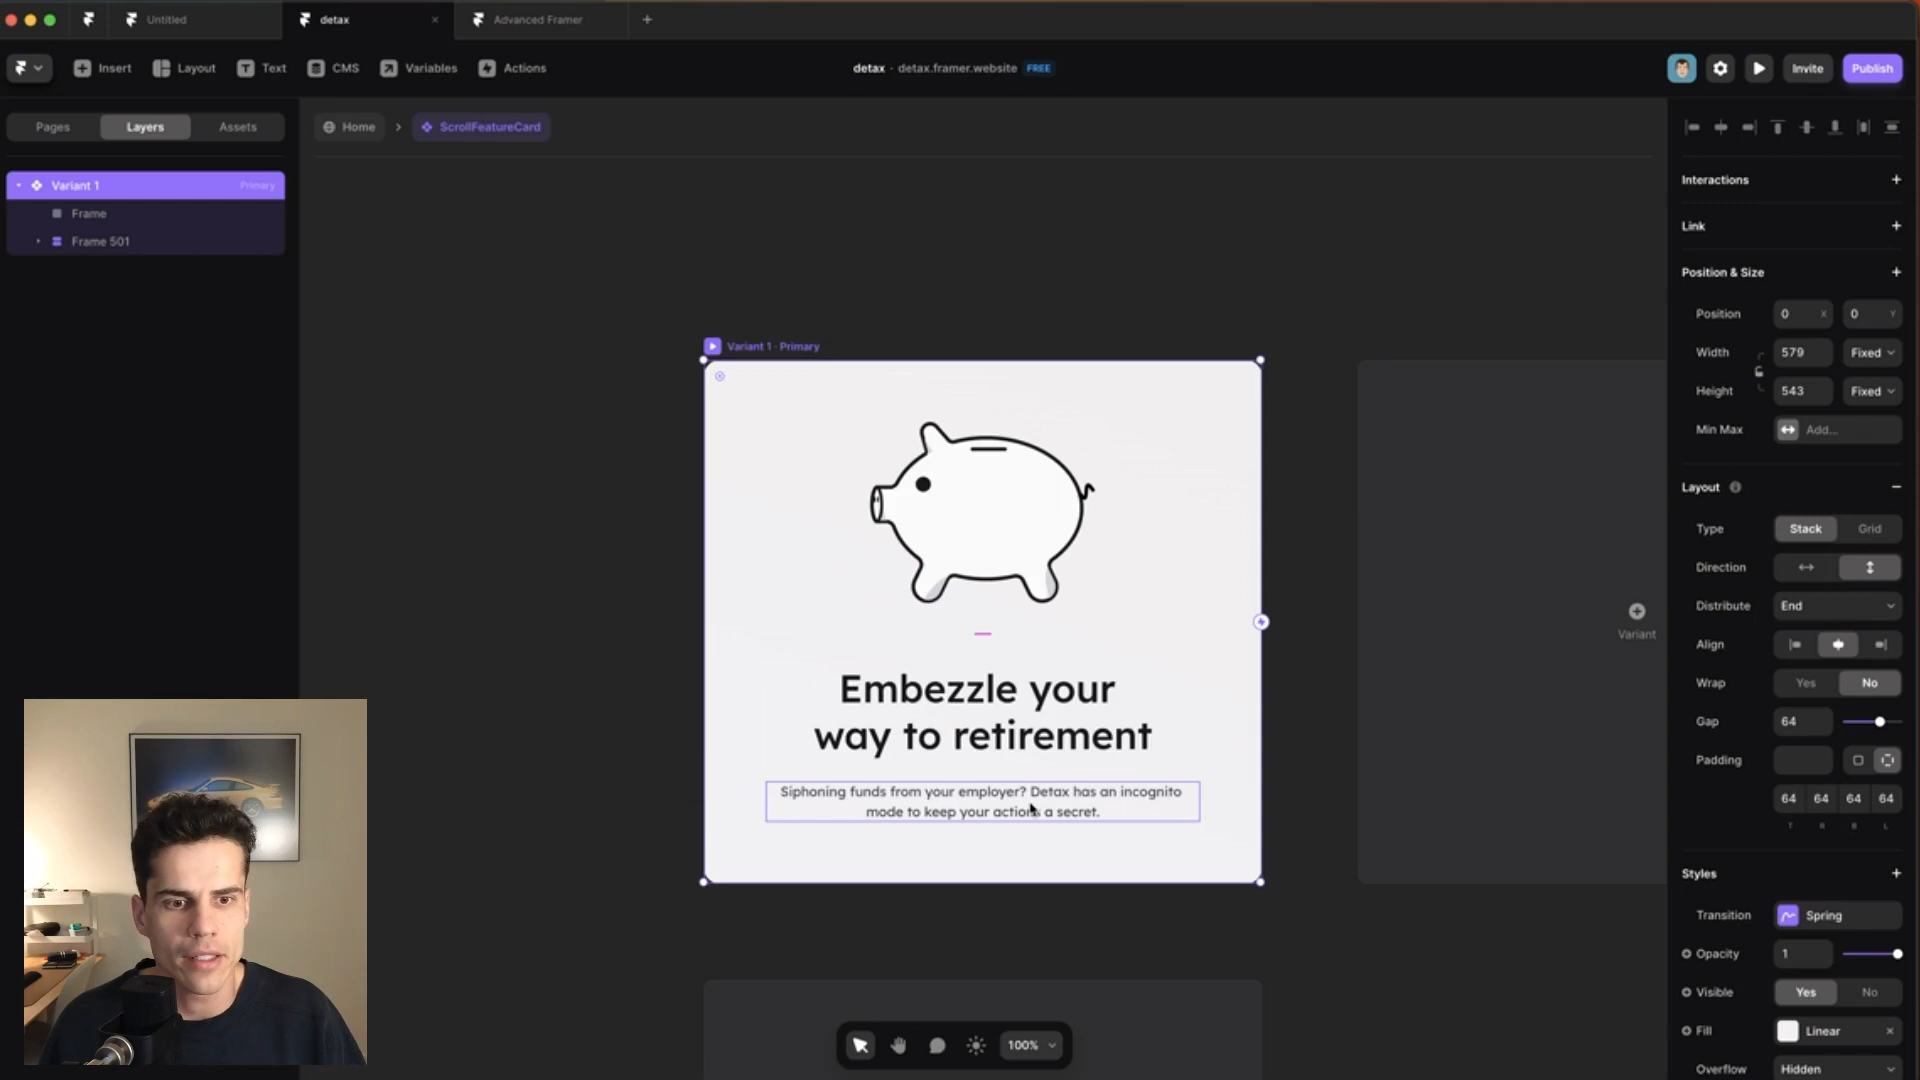 Untitled
detax
Advanced Framer
Insert
Layout
Text
CMS
Variables
Actions
detax · detax.framer.website FREE
Invite
Publish
Pages
Layers
Assets
Home
ScrollFeatureCard
Variant 1
Primary
Frame
Frame 501
Variant 1 · Primary
Embezzle your
way to retirement
Siphoning funds from your employer? Detax has an incognito
mode to keep your actions a secret.
Variant
100%
Interactions
Link
Position & Size
Position 0 X 0 Y
Width 579 Fixed
Height 543 Fixed
Min Max Add...
Layout
Type Stack Grid
Direction
Distribute End
Align
Wrap Yes No
Gap 64
Padding
64 64 64 64
T R B L
Styles
Transition Spring
Opacity 1
Visible Yes No
Fill Linear
Overflow Hidden